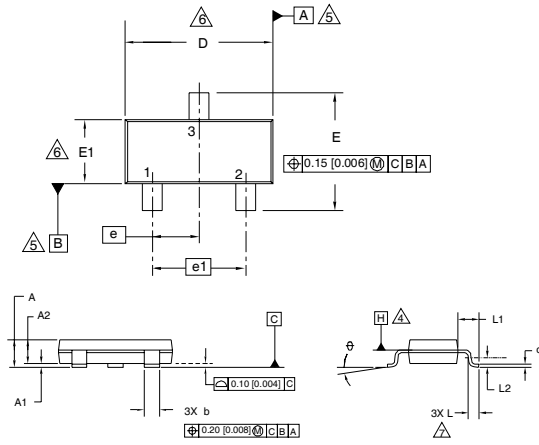 6
D
A 5
3
E
6 E1
⌖ 0.15 [0.006] Ⓜ C B A
1 2
5 B
e
e1
A
A2
C
H 4
L1
θ
c
A1
⌓ 0.10 [0.004] C
L2
3X b
3X L
⌖ 0.20 [0.008] Ⓜ C B A
7